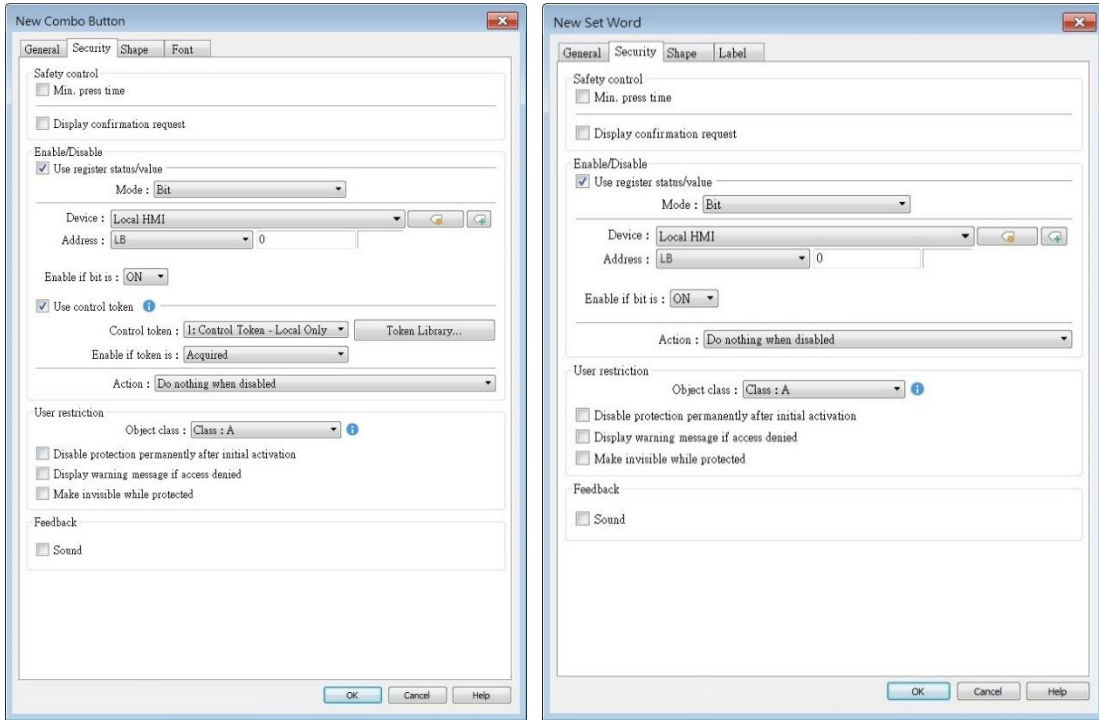 New Combo Button
General Security Shape Font
Safety control
Min. press time
Display confirmation request
Enable/Disable
Use register status/value
Mode : Bit
Device : Local HMI
Address : LB 0
Enable if bit is : ON
Use control token
Control token : 1: Control Token - Local Only Token Library...
Enable if token is : Acquired
Action : Do nothing when disabled
User restriction
Object class : Class : A
Disable protection permanently after initial activation
Display warning message if access denied
Make invisible while protected
Feedback
Sound
OK Cancel Help
New Set Word
General Security Shape Label
Safety control
Min. press time
Display confirmation request
Enable/Disable
Use register status/value
Mode : Bit
Device : Local HMI
Address : LB 0
Enable if bit is : ON
Action : Do nothing when disabled
User restriction
Object class : Class : A
Disable protection permanently after initial activation
Display warning message if access denied
Make invisible while protected
Feedback
Sound
OK Cancel Help